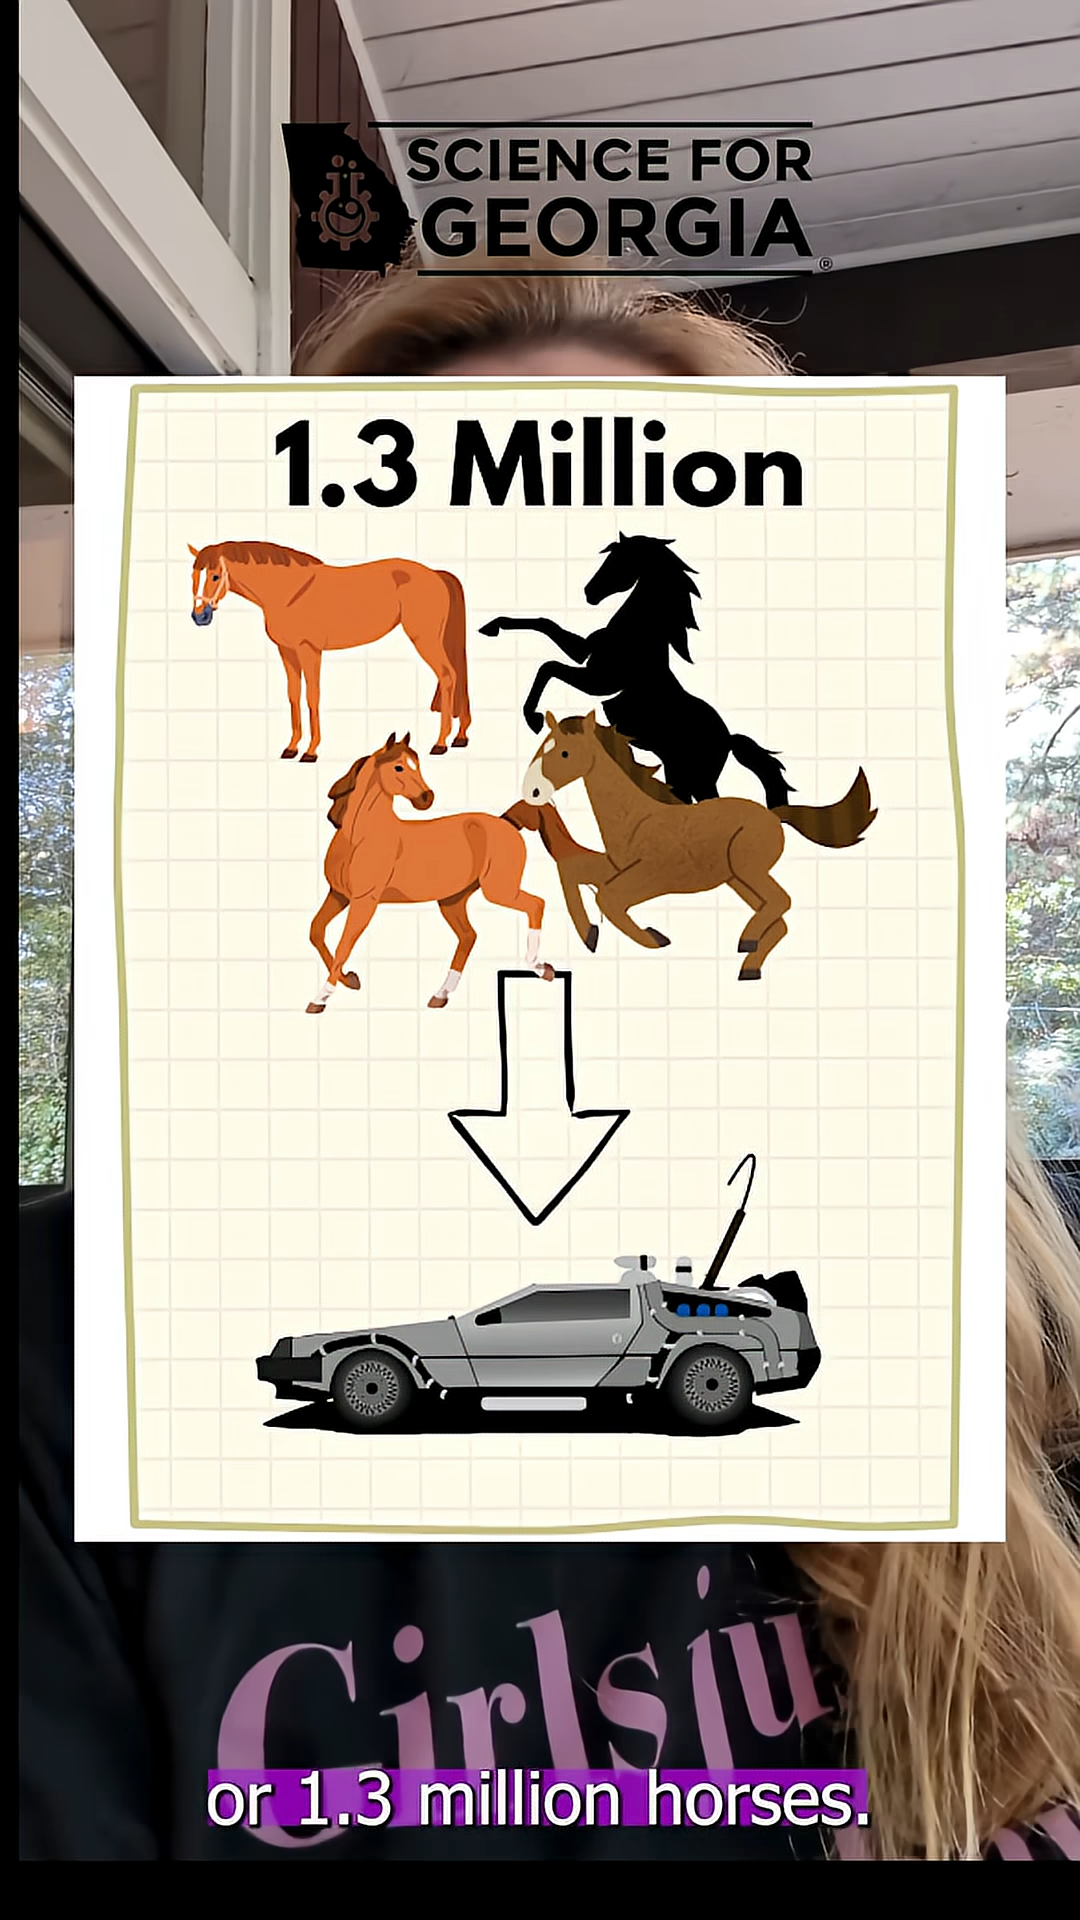 SCIENCE FOR
GEORGIA
®
1.3 Million
Girls ju
or 1.3 million horses.